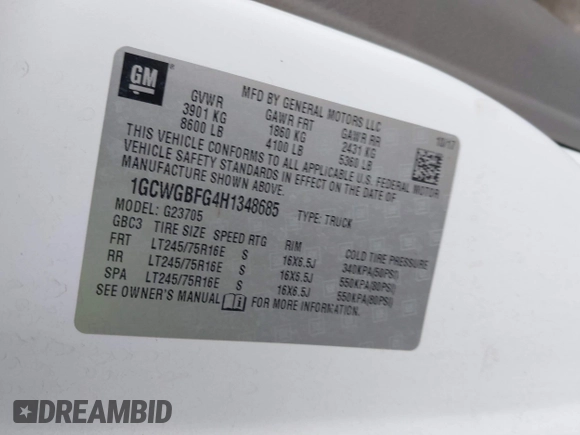 GM
MFD BY GENERAL MOTORS LLC
10/17
GVWR GAWR FRT GAWR RR
3901 KG 1860 KG 2431 KG
8600 LB 4100 LB 5360 LB
THIS VEHICLE CONFORMS TO ALL APPLICABLE U.S. FEDERAL MOTOR
VEHICLE SAFETY STANDARDS IN EFFECT ON THE DATE OF
MANUFACTURE SHOWN ABOVE.
1GCWGBFG4H1348685 TYPE: TRUCK
MODEL: G23705
GBC3 TIRE SIZE SPEED RTG RIM COLD TIRE PRESSURE
FRT LT245/75R16E S 16X6.5J 340KPA(50PSI)
RR LT245/75R16E S 16X6.5J 550KPA(80PSI)
SPA LT245/75R16E S 16X6.5J 550KPA(80PSI)
SEE OWNER'S MANUAL FOR MORE INFORMATION.
DREAMBID